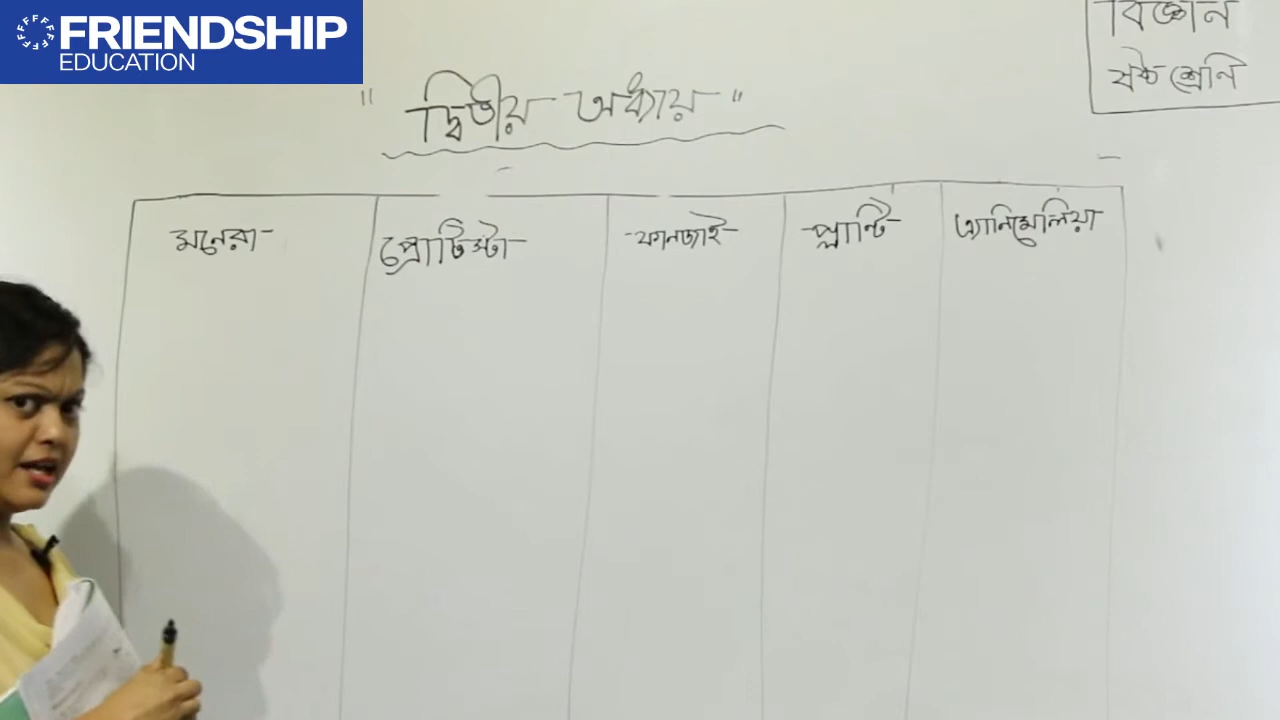 FRIENDSHIP
EDUCATION
বিজ্ঞান
ষষ্ঠ শ্রেণি
" দ্বিতীয় অধ্যায় "
মনেরা
প্রোটিস্টা
ফানজাই
প্লান্টি
এ্যানিমেলিয়া